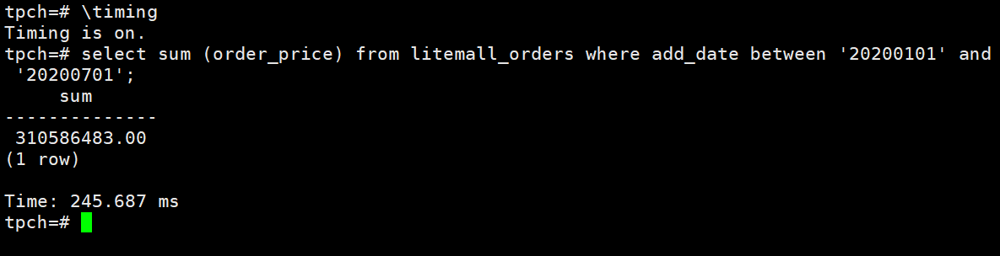 tpch=# \timing
Timing is on.
tpch=# select sum (order_price) from litemall_orders where add_date between '20200101' and
 '20200701';
     sum
--------------
 310586483.00
(1 row)

Time: 245.687 ms
tpch=#